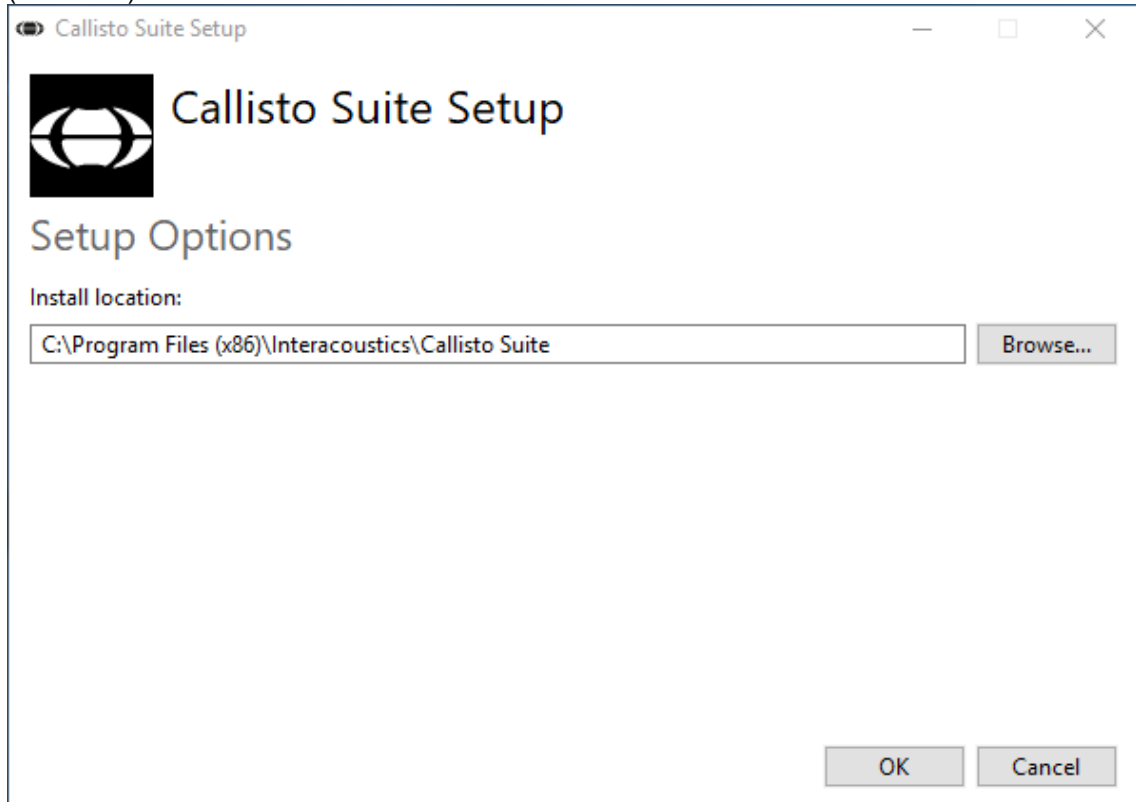 Callisto Suite Setup
Callisto Suite Setup
Setup Options
Install location:
C:\Program Files (x86)\Interacoustics\Callisto Suite
Browse...
OK
Cancel